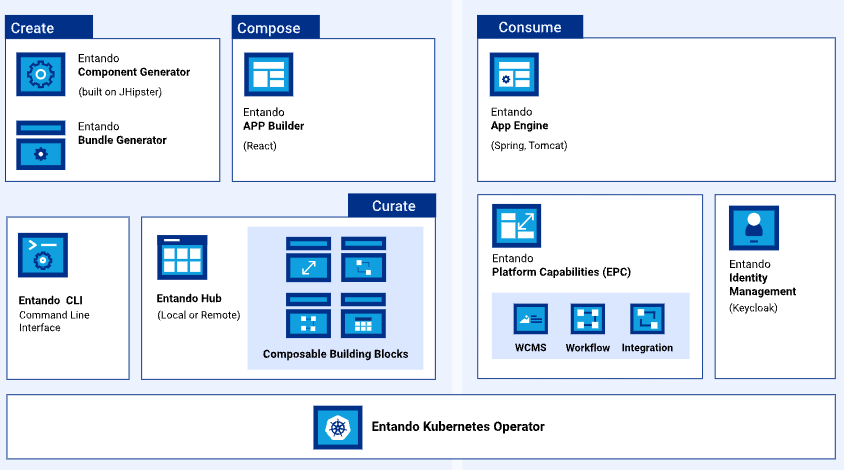 Create
Entando
Component Generator
(built on JHipster)
Entando
Bundle Generator
Compose
Entando
APP Builder
(React)
Consume
Entando
App Engine
(Spring, Tomcat)
Entando CLI
Command Line
Interface
Curate
Entando Hub
(Local or Remote)
Composable Building Blocks
Entando
Platform Capabilities (EPC)
WCMS
Workflow
Integration
Entando
Identity
Management
(Keycloak)
Entando Kubernetes Operator